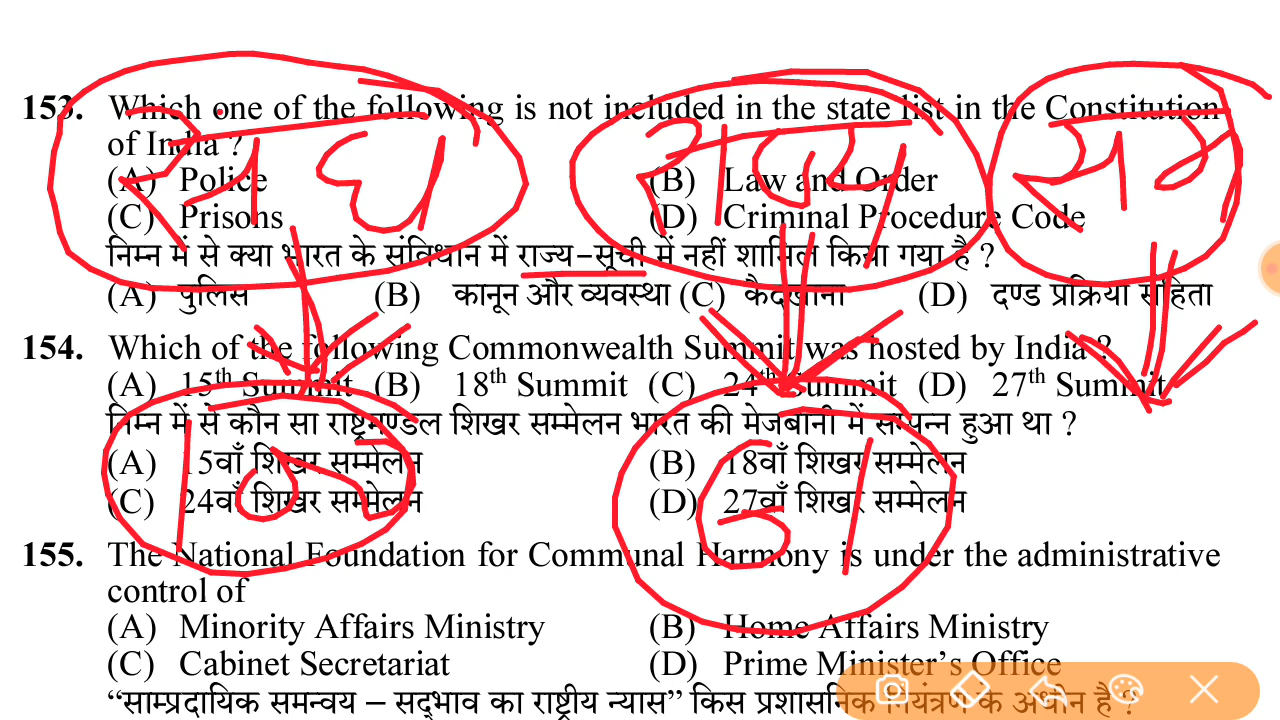 153. Which one of the following is not included in the state list in the Constitution
of India ?
(A) Police (B) Law and Order
(C) Prisons (D) Criminal Procedure Code
निम्न में से क्या भारत के संविधान में राज्य-सूची में नहीं शामिल किया गया है ?
(A) पुलिस (B) कानून और व्यवस्था (C) कैदखाना (D) दण्ड प्रक्रिया संहिता
154. Which of the following Commonwealth Summit was hosted by India ?
(A) 15th Summit (B) 18th Summit (C) 24th Summit (D) 27th Summit
निम्न में से कौन सा राष्ट्रमण्डल शिखर सम्मेलन भारत की मेजबानी में सम्पन्न हुआ था ?
(A) 15वाँ शिखर सम्मेलन (B) 18वाँ शिखर सम्मेलन
(C) 24वाँ शिखर सम्मेलन (D) 27वाँ शिखर सम्मेलन
155. The National Foundation for Communal Harmony is under the administrative
control of
(A) Minority Affairs Ministry (B) Home Affairs Ministry
(C) Cabinet Secretariat (D) Prime Minister's Office
“साम्प्रदायिक समन्वय – सद्भाव का राष्ट्रीय न्यास” किस प्रशासनिक नियंत्रण के अधीन है ?
61